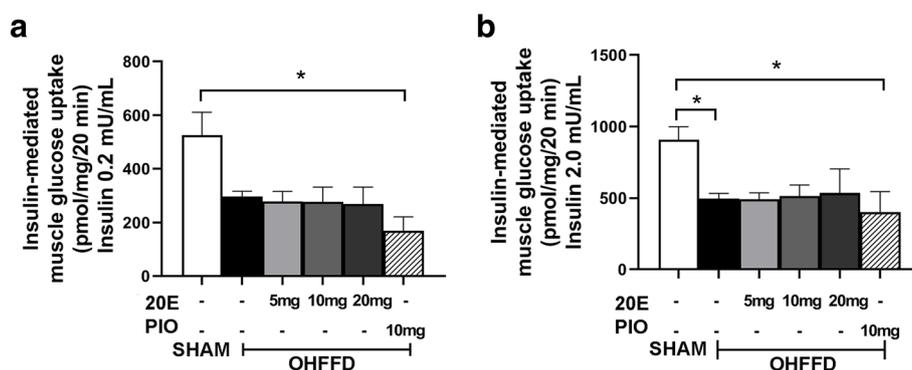 a
Insulin-mediated
muscle glucose uptake
(pmol/mg/20 min)
Insulin 0.2 mU/mL
800
600
400
200
0
*
20E - - 5mg 10mg 20mg -
PIO - - - - - 10mg
SHAM
OHFFD
b
Insulin-mediated
muscle glucose uptake
(pmol/mg/20 min)
Insulin 2.0 mU/mL
1500
1000
500
0
*
*
20E - - 5mg 10mg 20mg -
PIO - - - - - 10mg
SHAM
OHFFD